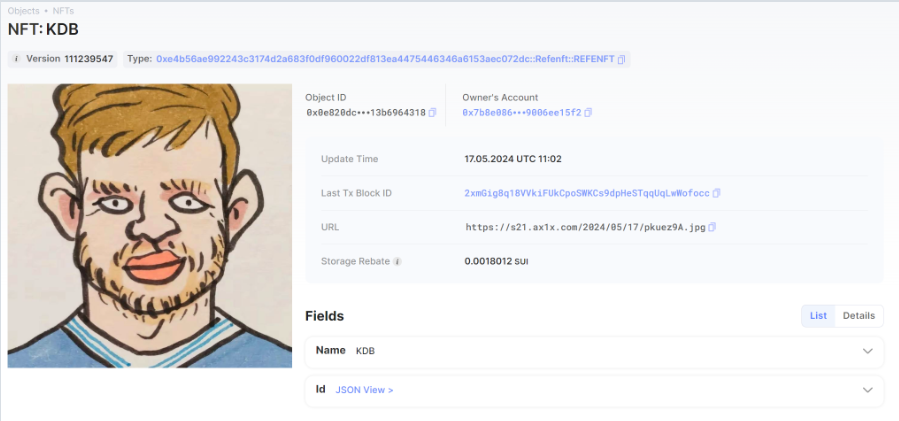 Objects • NFTs
NFT: KDB
i Version 111239547 Type: 0xe4b56ae992243c3174d2a683f0df960022df813ea4475446346a6153aec072dc::Refenft::REFENFT
Object ID
0x0e820dc•••13b6964318
Owner's Account
0x7b8e086•••9006ee15f2
Update Time 17.05.2024 UTC 11:02
Last Tx Block ID 2xmGig8q18VVkiFUkCpoSWKCs9dpHeSTqqUqLwWofocc
URL https://s21.ax1x.com/2024/05/17/pkuez9A.jpg
Storage Rebate i 0.0018012 SUI
Fields
List Details
Name KDB
Id JSON View >